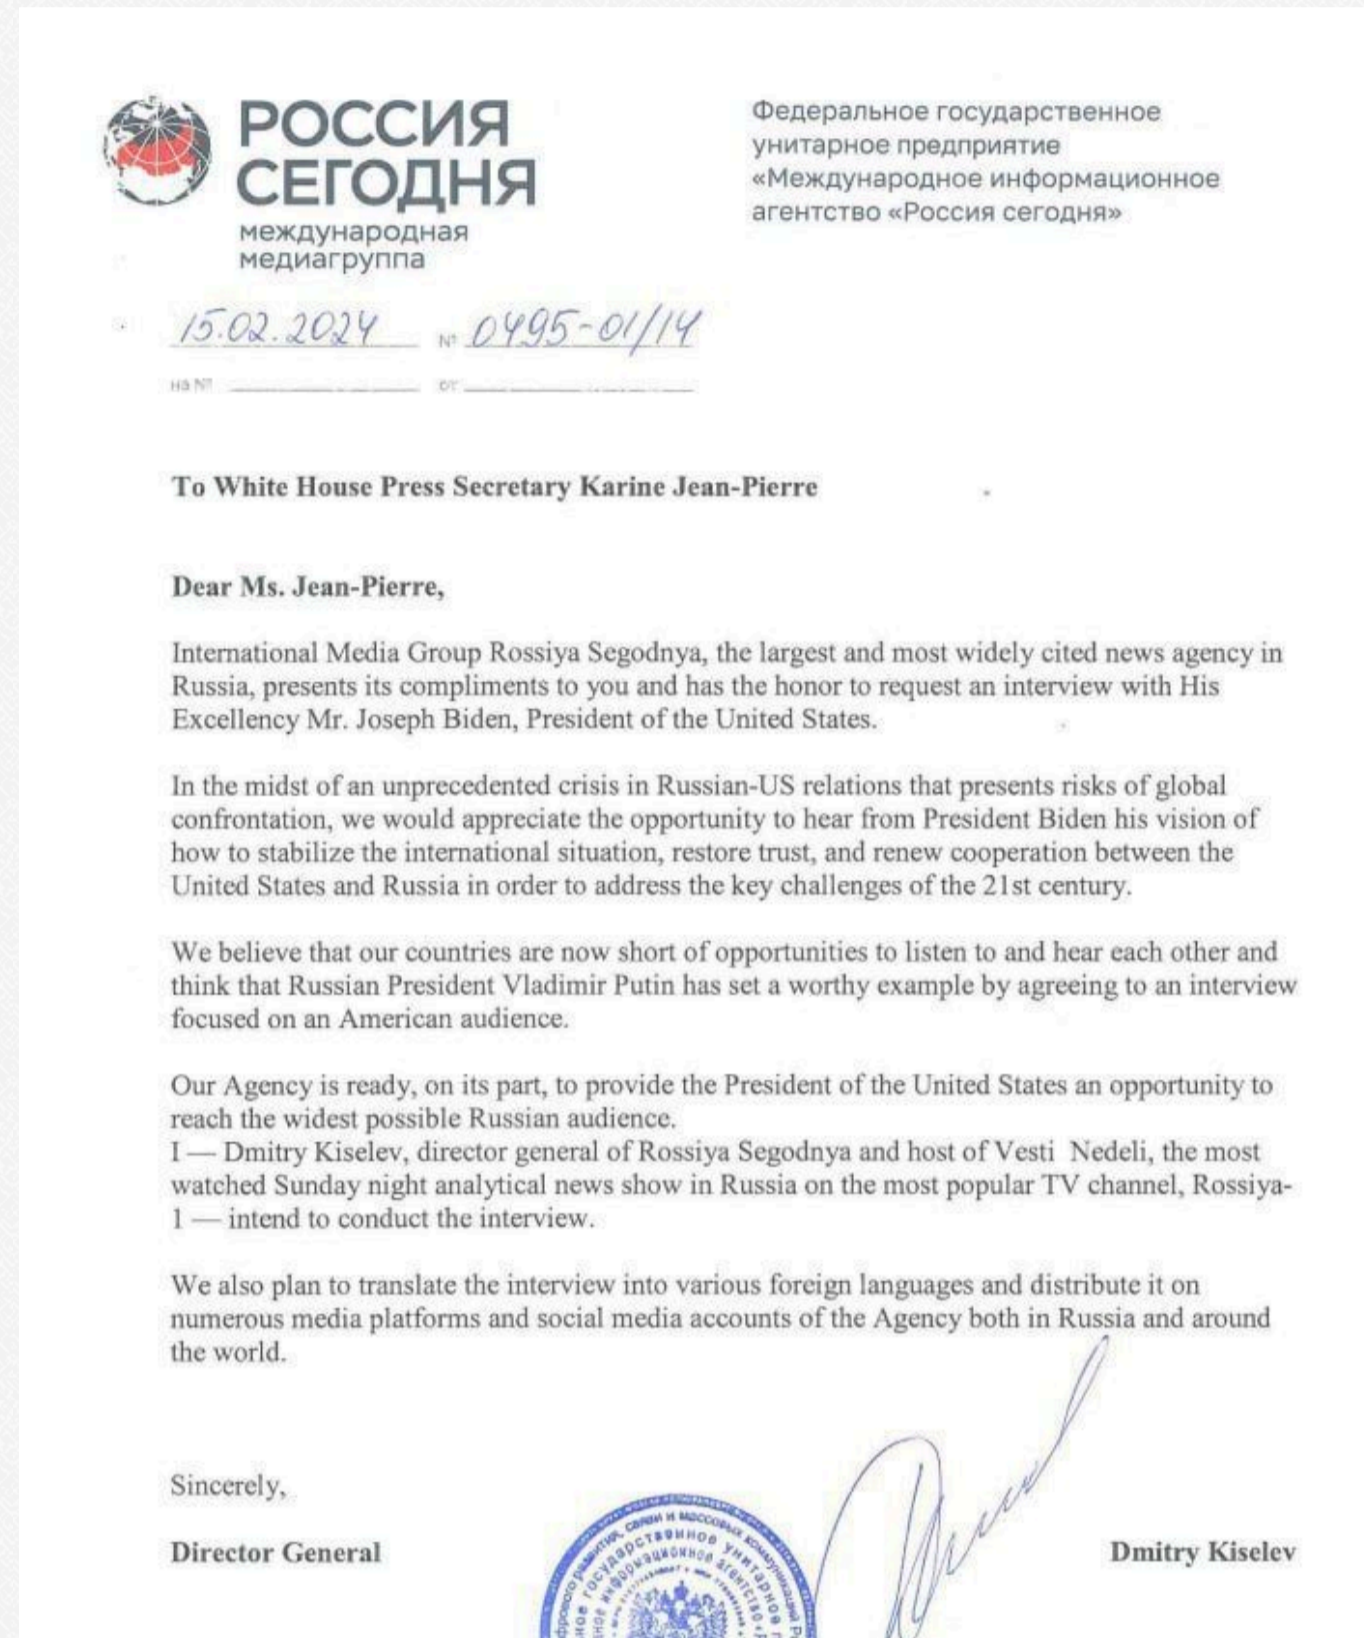 РОССИЯ
СЕГОДНЯ
международная
медиагруппа
Федеральное государственное
унитарное предприятие
«Международное информационное
агентство «Россия сегодня»
15.02.2024 № 0495-01/14
на № от
To White House Press Secretary Karine Jean-Pierre
Dear Ms. Jean-Pierre,
International Media Group Rossiya Segodnya, the largest and most widely cited news agency in
Russia, presents its compliments to you and has the honor to request an interview with His
Excellency Mr. Joseph Biden, President of the United States.
In the midst of an unprecedented crisis in Russian-US relations that presents risks of global
confrontation, we would appreciate the opportunity to hear from President Biden his vision of
how to stabilize the international situation, restore trust, and renew cooperation between the
United States and Russia in order to address the key challenges of the 21st century.
We believe that our countries are now short of opportunities to listen to and hear each other and
think that Russian President Vladimir Putin has set a worthy example by agreeing to an interview
focused on an American audience.
Our Agency is ready, on its part, to provide the President of the United States an opportunity to
reach the widest possible Russian audience.
I — Dmitry Kiselev, director general of Rossiya Segodnya and host of Vesti Nedeli, the most
watched Sunday night analytical news show in Russia on the most popular TV channel, Rossiya-
1 — intend to conduct the interview.
We also plan to translate the interview into various foreign languages and distribute it on
numerous media platforms and social media accounts of the Agency both in Russia and around
the world.
Sincerely,
Director General
Dmitry Kiselev
связи и массовых
государственное унитарное
информационное агентство